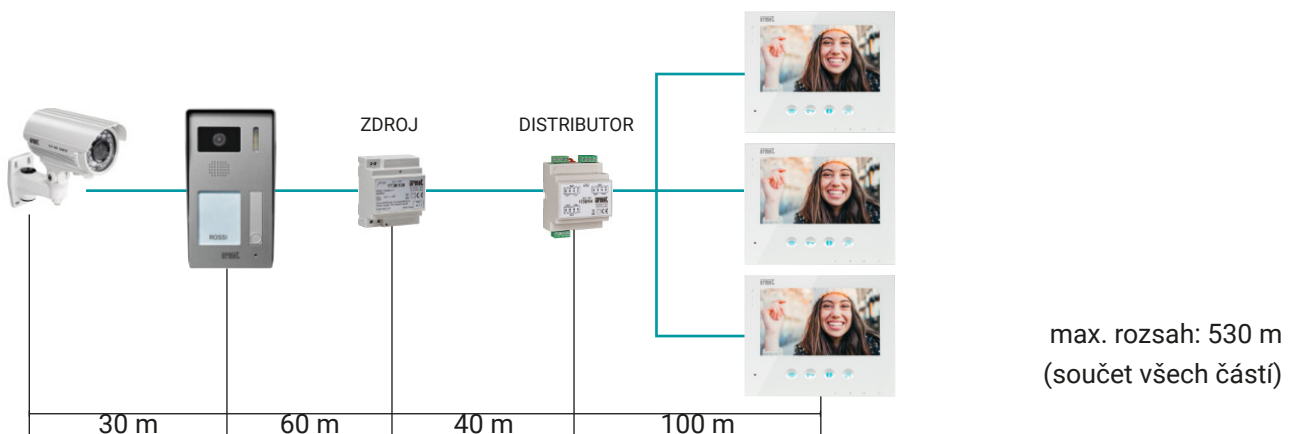 ZDROJ
DISTRIBUTOR
ROSSI
max. rozsah: 530 m
(součet všech částí)
30 m
60 m
40 m
100 m